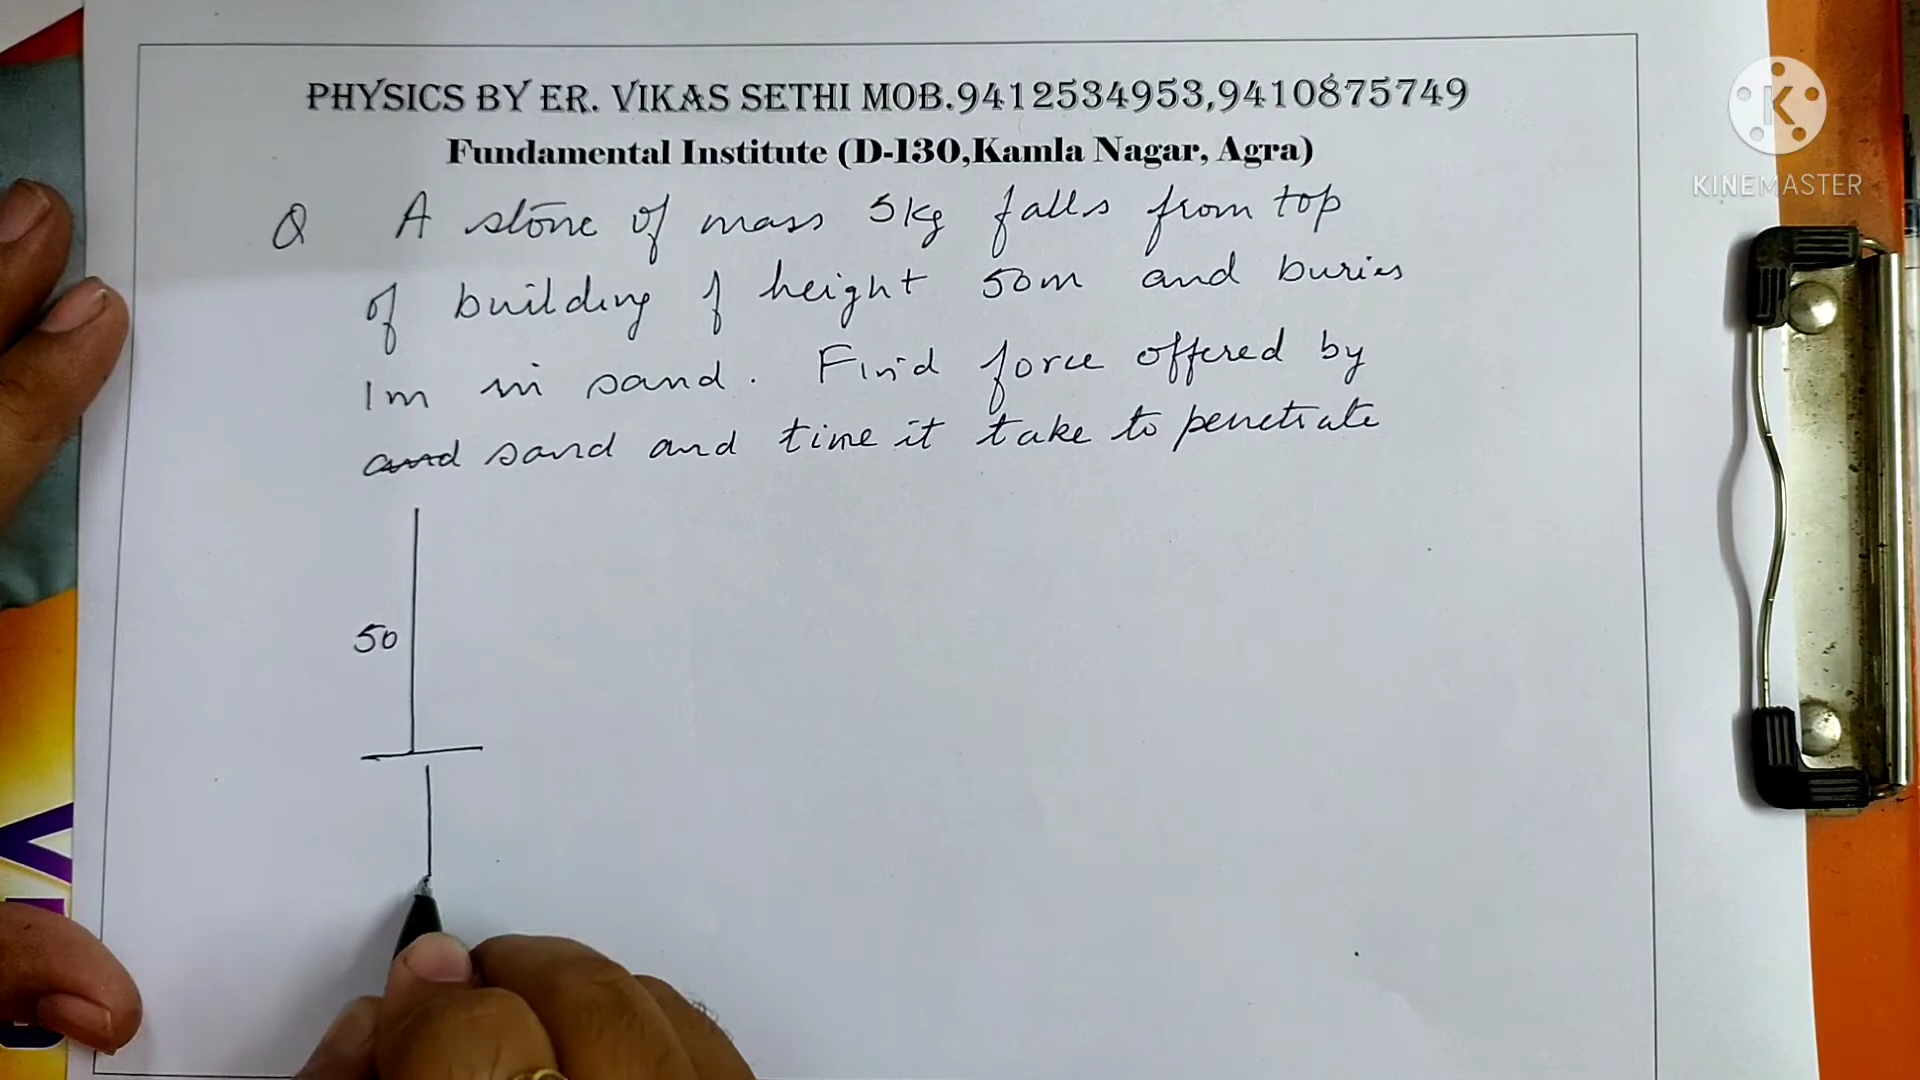 PHYSICS BY ER. VIKAS SETHI MOB.9412534953,9410875749
Fundamental Institute (D-130,Kamla Nagar, Agra)
K
KINEMASTER
Q A stone of mass 5kg falls from top
of building of height 50m and buries
1m in sand. Find force offered by
and sand and time it take to penetrate
50